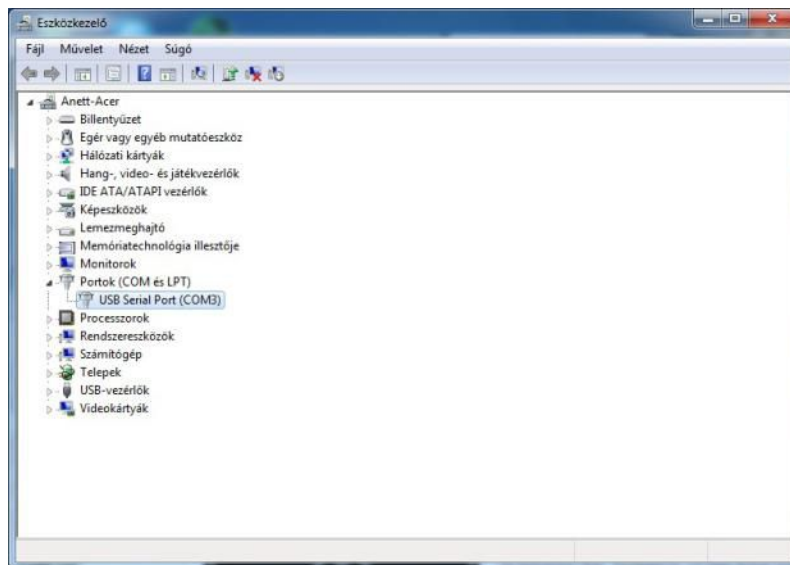 Eszközkezelő
Fájl Művelet Nézet Súgó
Anett-Acer
Billentyűzet
Egér vagy egyéb mutatóeszköz
Hálózati kártyák
Hang-, video- és játékvezérlők
IDE ATA/ATAPI vezérlők
Képeszközök
Lemezmeghajtó
Memóriatechnológia illesztője
Monitorok
Portok (COM és LPT)
USB Serial Port (COM3)
Processzorok
Rendszereszközök
Számítógép
Telepek
USB-vezérlők
Videokártyák